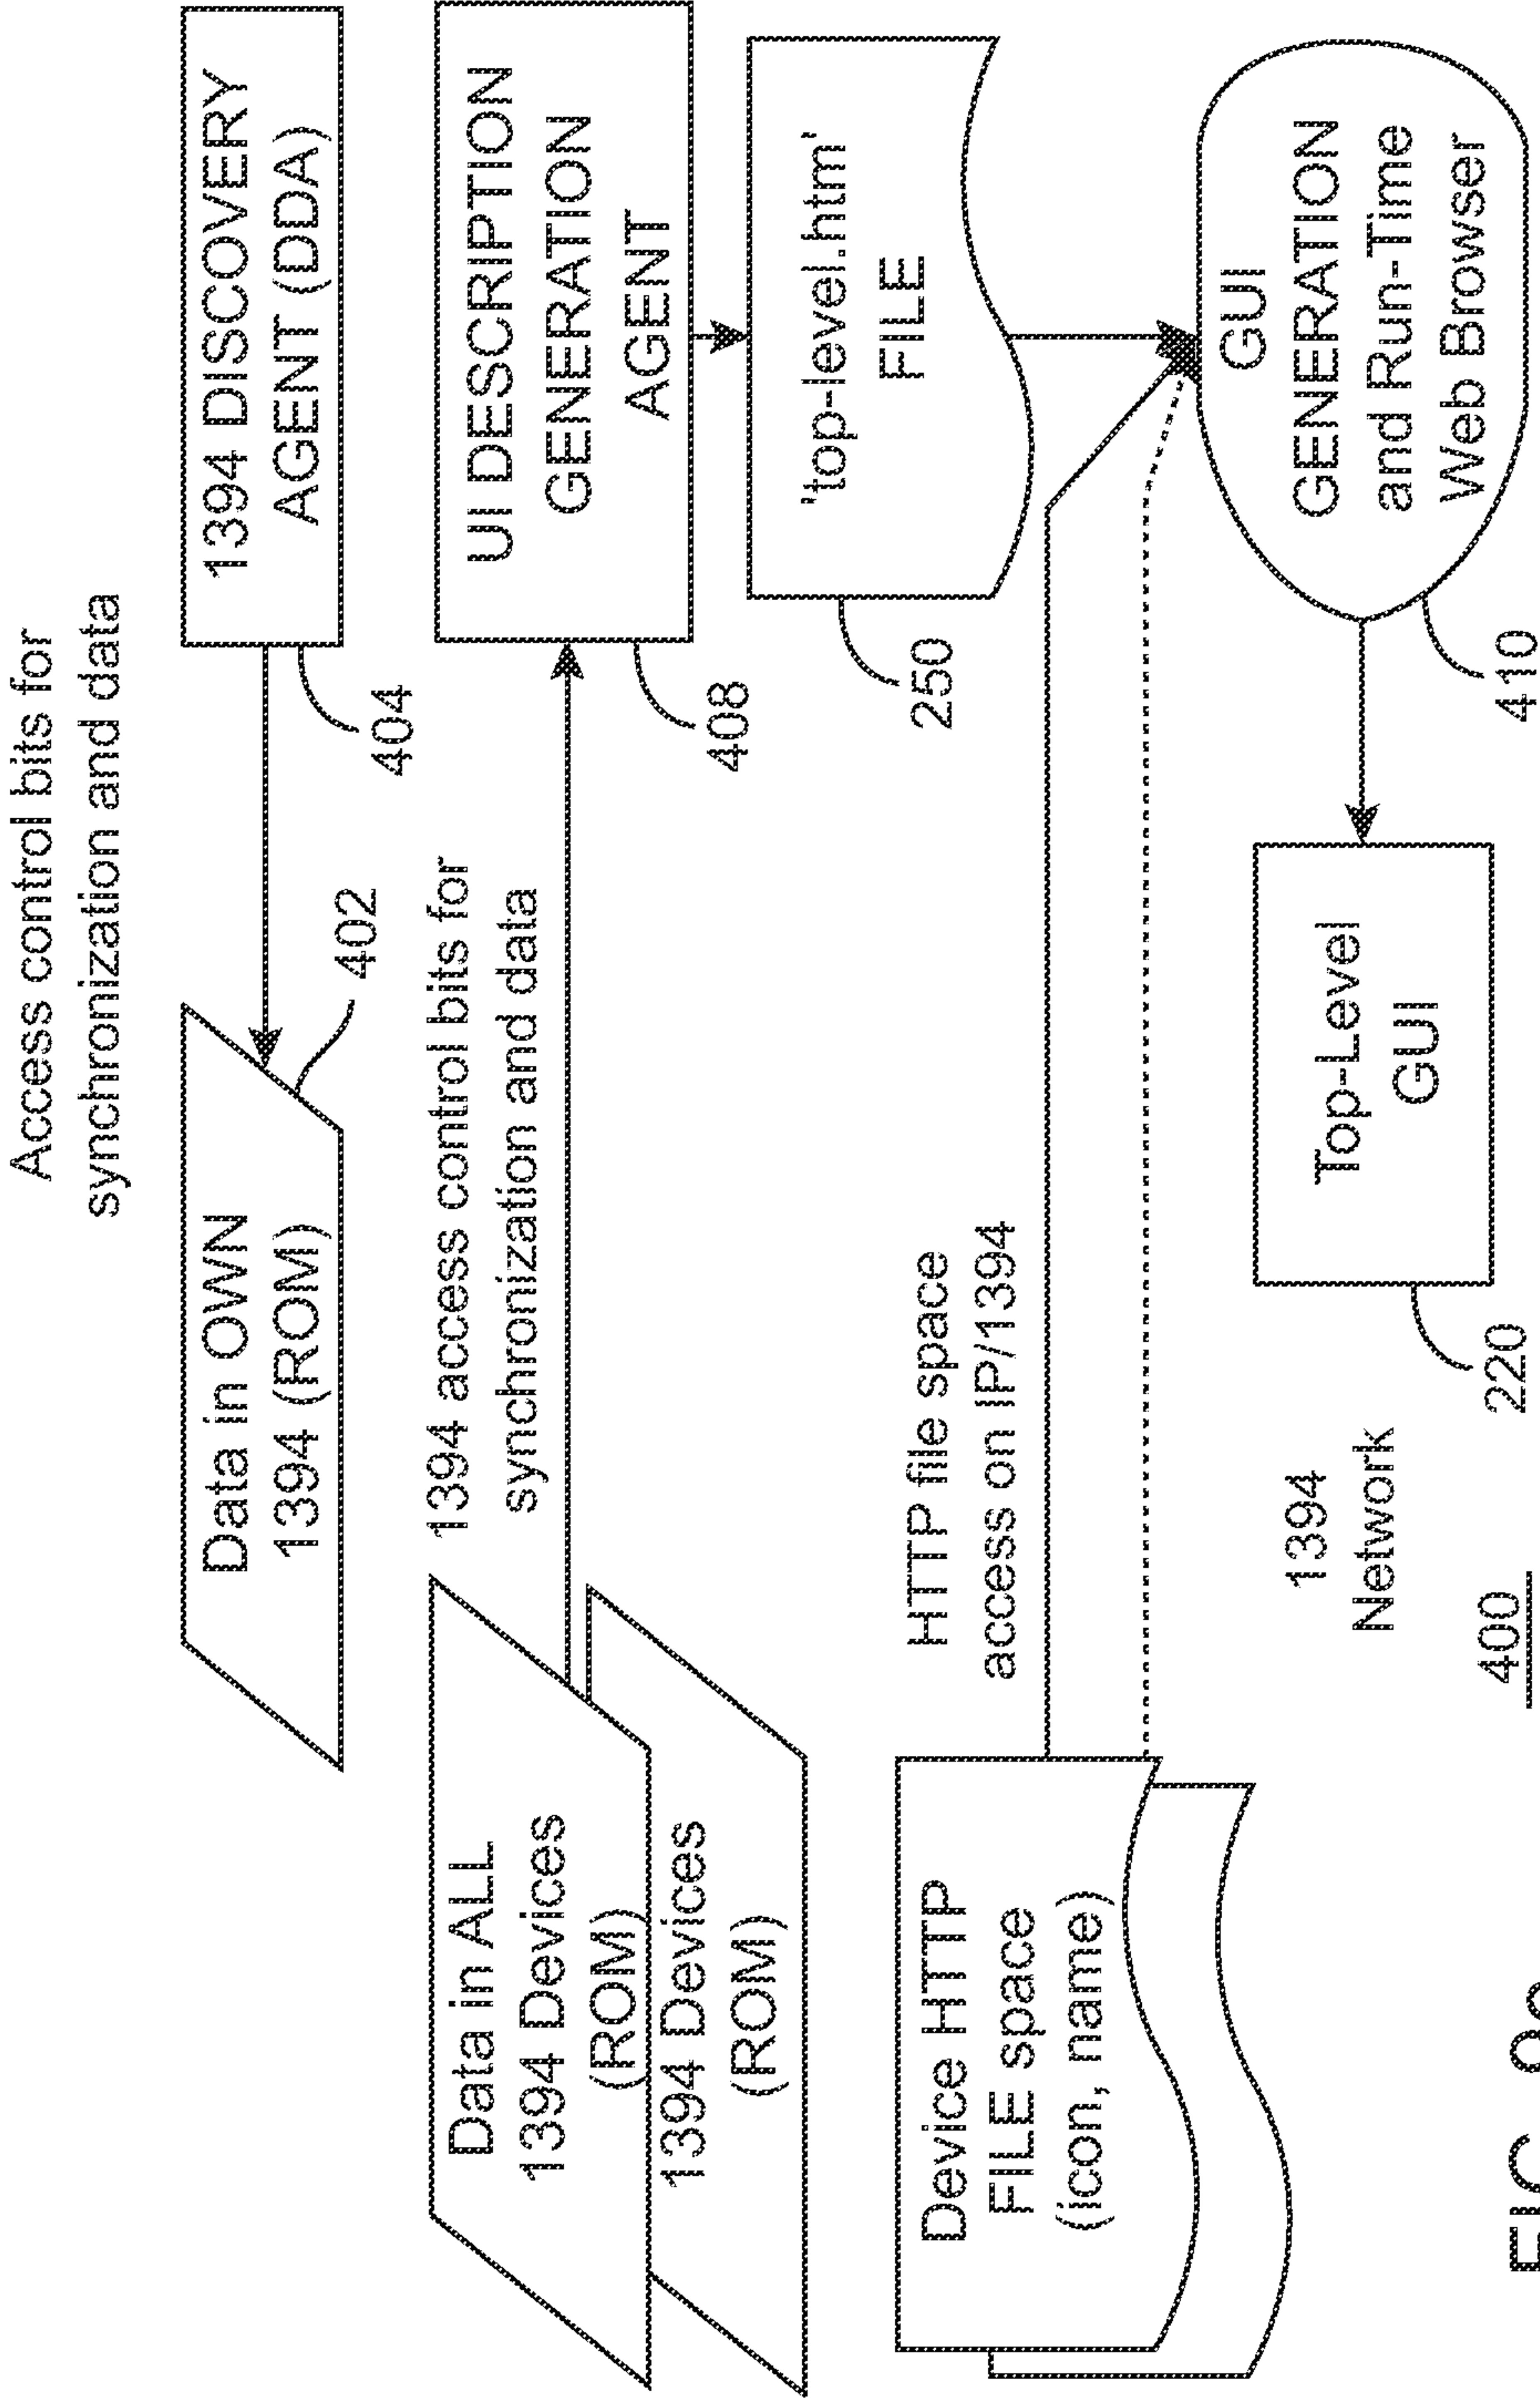 Access control bits for
synchronization and data
Data in OWN
1394 (ROM)
402
1394 DISCOVERY
AGENT (DDA)
404
Data in ALL
1394 Devices
(ROM)
1394 Devices
(ROM)
1394 access control bits for
synchronization and data
UI DESCRIPTION
GENERATION
AGENT
408
'top-level.htm'
FILE
250
Device HTTP
FILE space
(icon, name)
HTTP file space
access on IP/1394
GUI
GENERATION
and Run-Time
Web Browser
410
Top-Level
GUI
220
1394
Network
400
FIG.